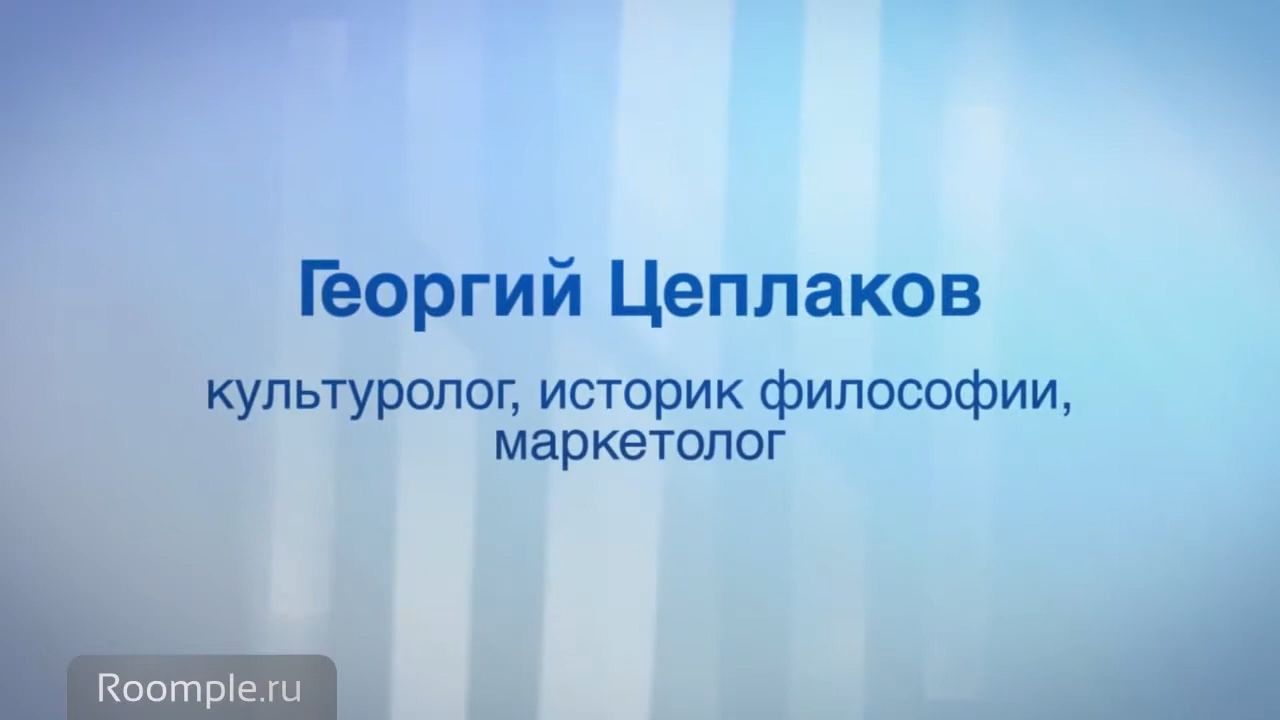 Георгий Цеплаков
культуролог, историк философии,
маркетолог
Roomple.ru